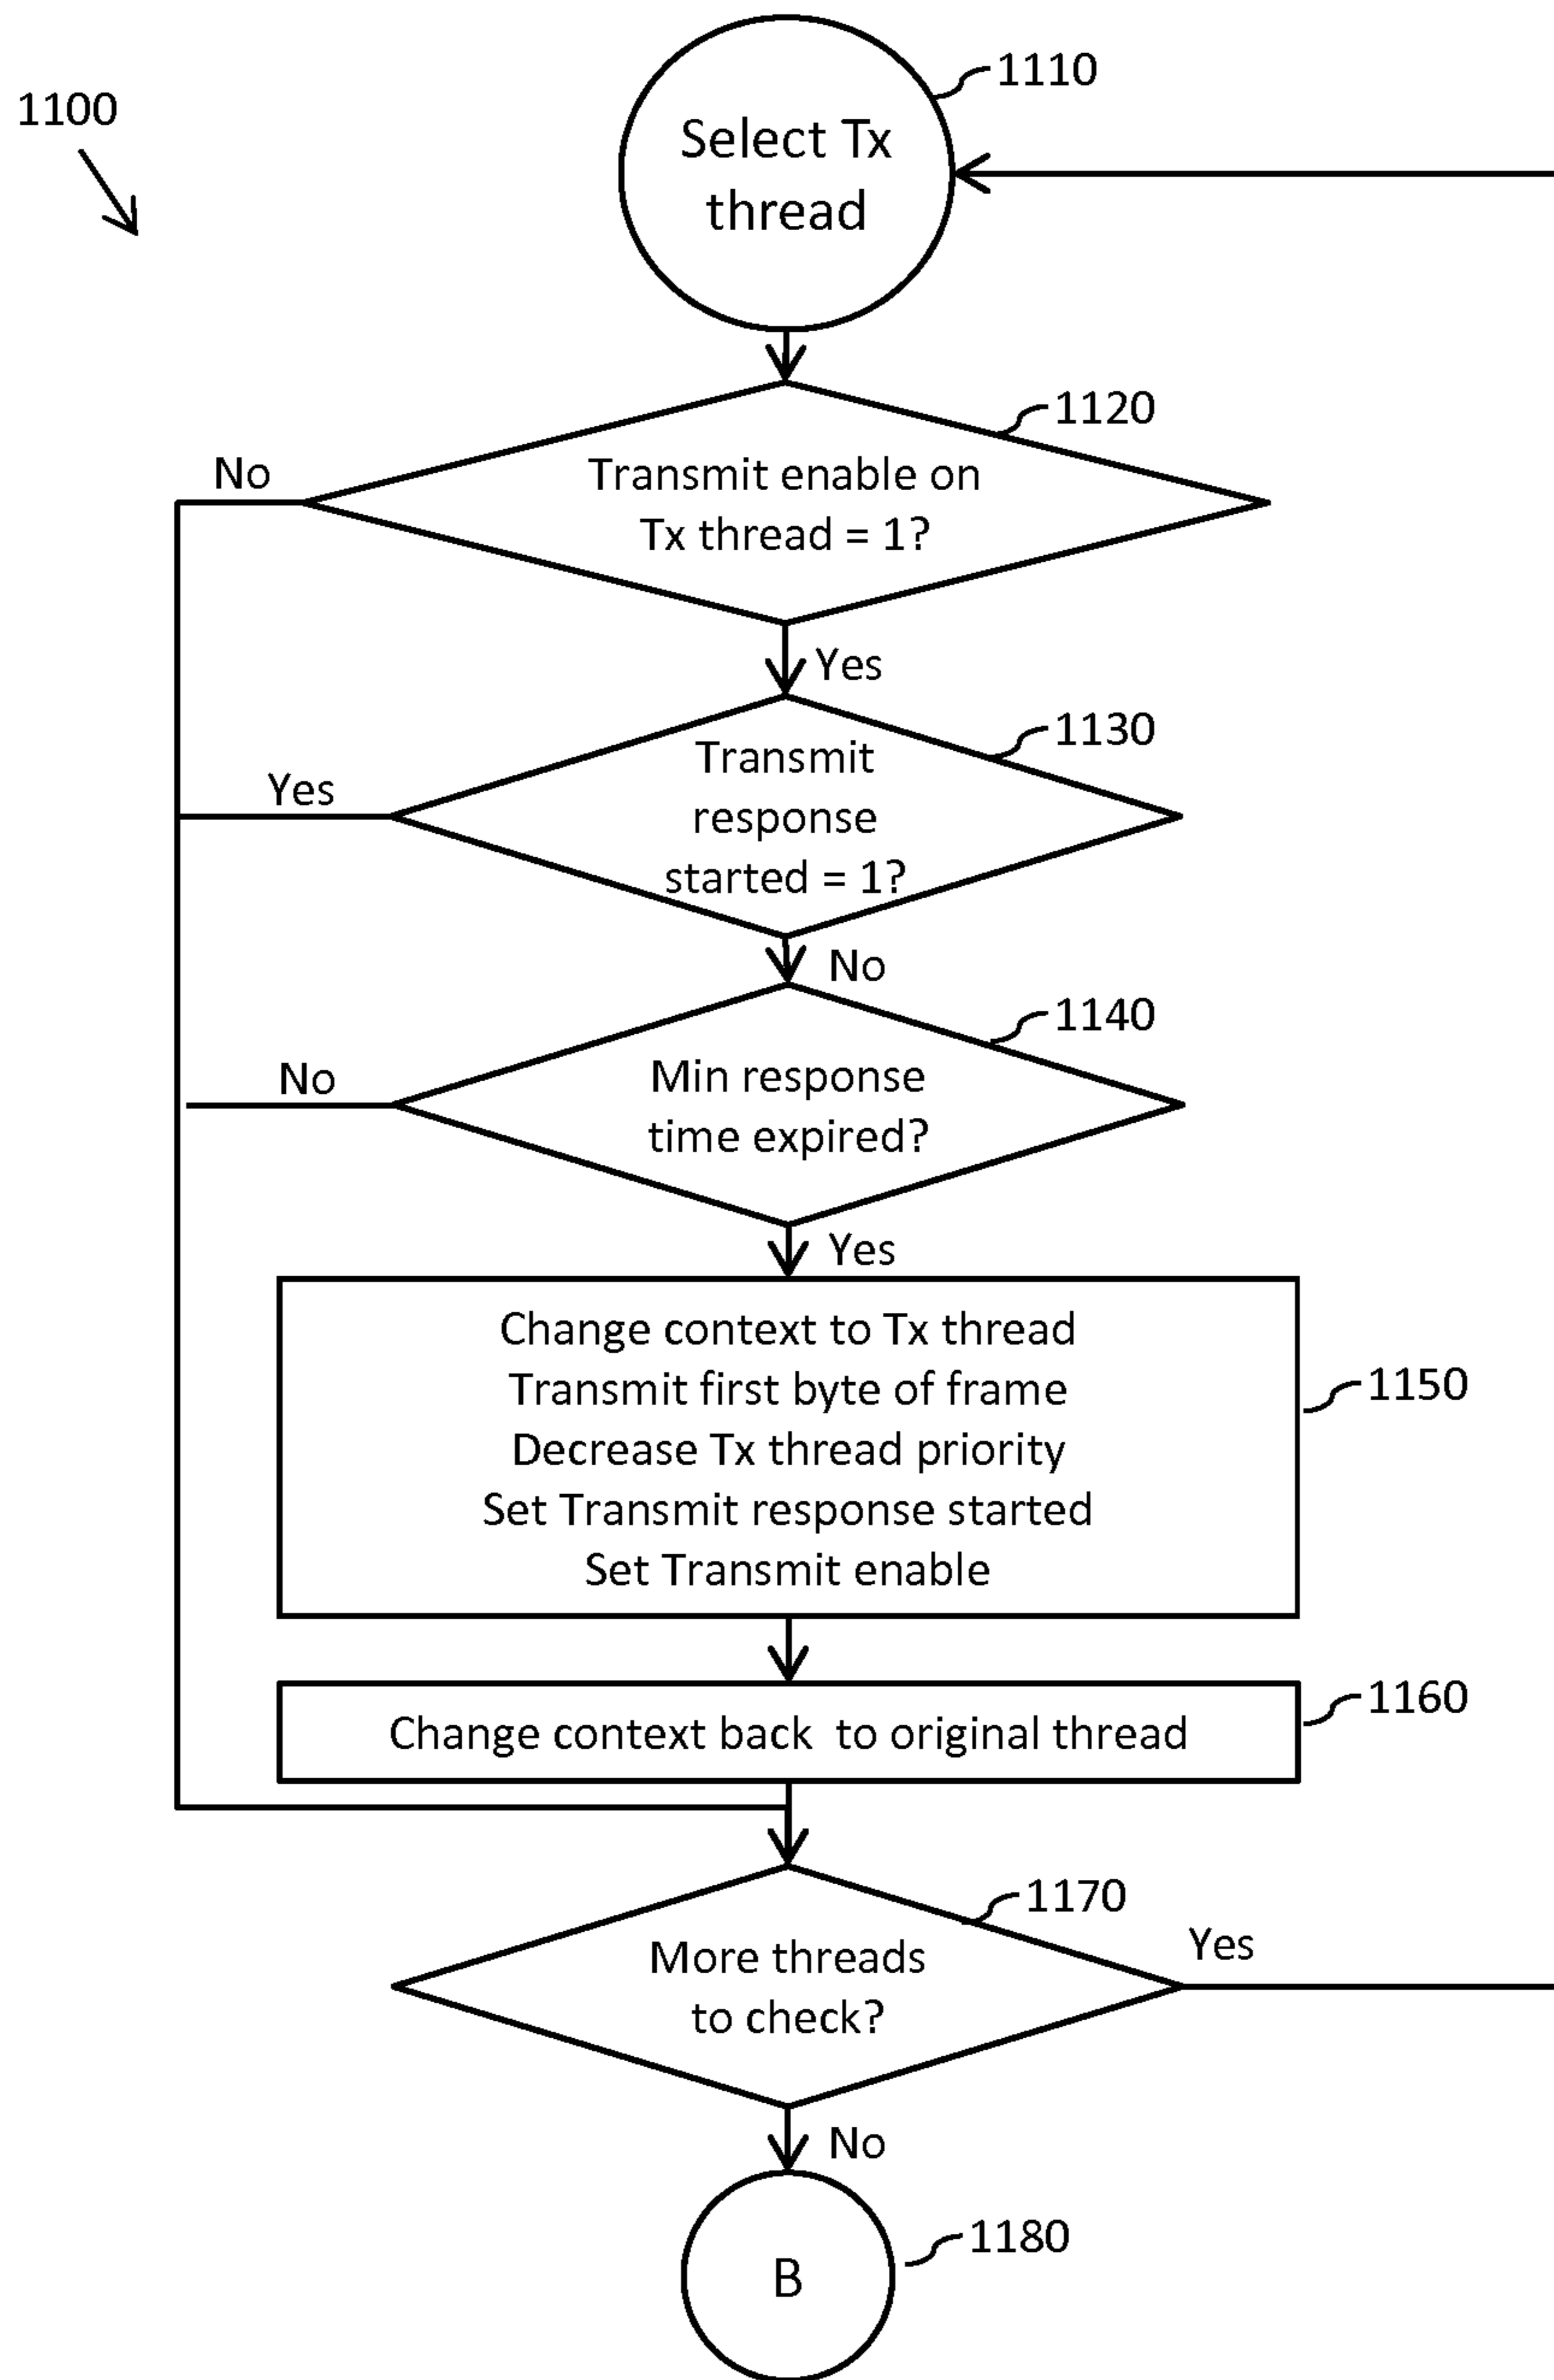 1100
1110
Select Tx
thread
1120
No
Transmit enable on
Tx thread = 1?
Yes
1130
Transmit
Yes
response
started = 1?
No
1140
No
Min response
time expired?
Yes
Change context to Tx thread
Transmit first byte of frame
1150
Decrease Tx thread priority
Set Transmit response started
Set Transmit enable
1160
Change context back to original thread
1170
Yes
More threads
to check?
No
1180
B